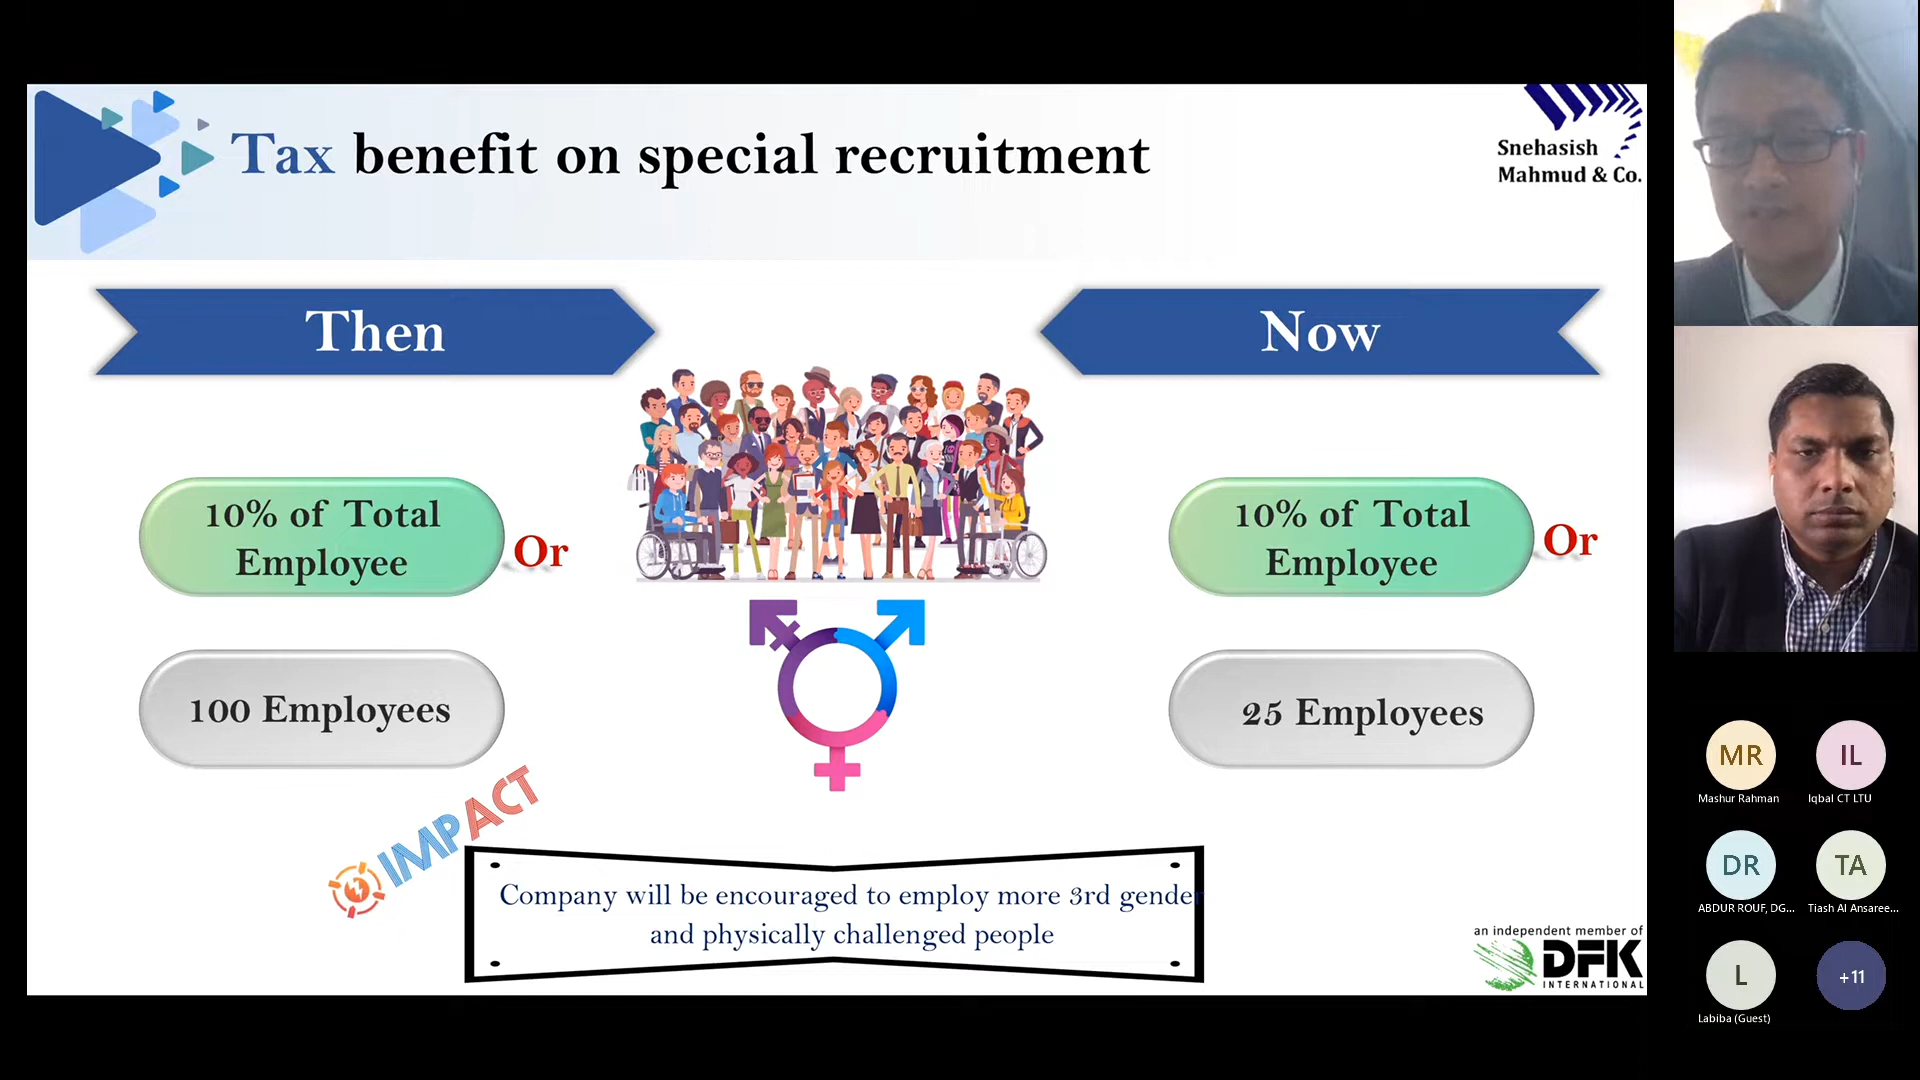 Tax benefit on special recruitment
Snehasish
Mahmud & Co.
Then
Now
10% of Total
Employee
Or
100 Employees
10% of Total
Employee
Or
25 Employees
IMPACT
Company will be encouraged to employ more 3rd gender
and physically challenged people
an independent member of
DFK
INTERNATIONAL
MR
IL
Mashur Rahman
Iqbal CT LTU
DR
TA
ABDUR ROUF, DG...
Tiash Al Ansaree...
L
+11
Labiba (Guest)